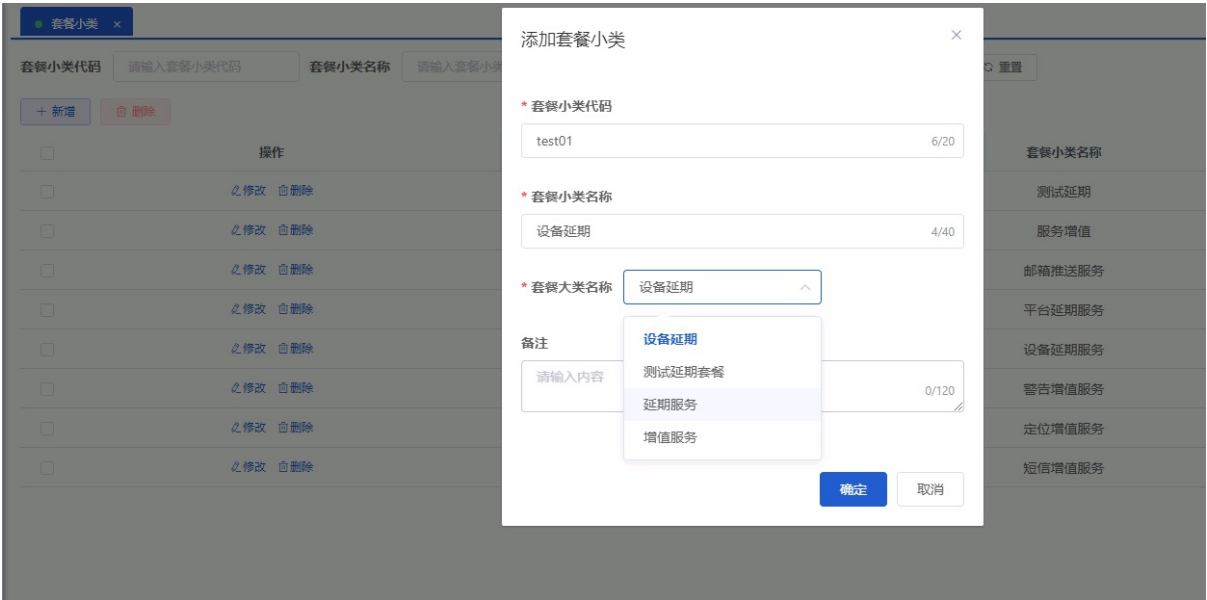 套餐小类 ×
套餐小类代码 请输入套餐小类代码 套餐小类名称 请输入套餐小类 重置
+ 新增 删除
操作 套餐小类名称
修改 删除 测试延期
修改 删除 服务增值
修改 删除 邮箱推送服务
修改 删除 平台延期服务
修改 删除 设备延期服务
修改 删除 警告增值服务
修改 删除 定位增值服务
修改 删除 短信增值服务
添加套餐小类 ×
* 套餐小类代码
test01 6/20
* 套餐小类名称
设备延期 4/40
* 套餐大类名称 设备延期
设备延期
测试延期套餐
延期服务
增值服务
备注
请输入内容 0/120
确定 取消